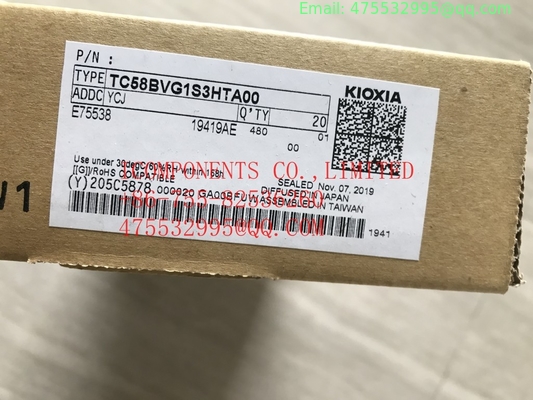 Email: 475532995@qq.com
P/N :
TYPE TC58BVG1S3HTA00
KIOXIA
ADDC YCJ Q'TY 20
E75538 19419AE 480 01
00
Use under 30degC/60%RH within 168h
[[G]]/RoHS COMPATIBLE
COMPONENTS CO.,LIMITED
SEALED Nov. 07, 2019
DIFFUSED IN JAPAN
ASSEMBLED IN TAIWAN
(Y)205C5878 000020
475532995@QQ.COM
1941
W1